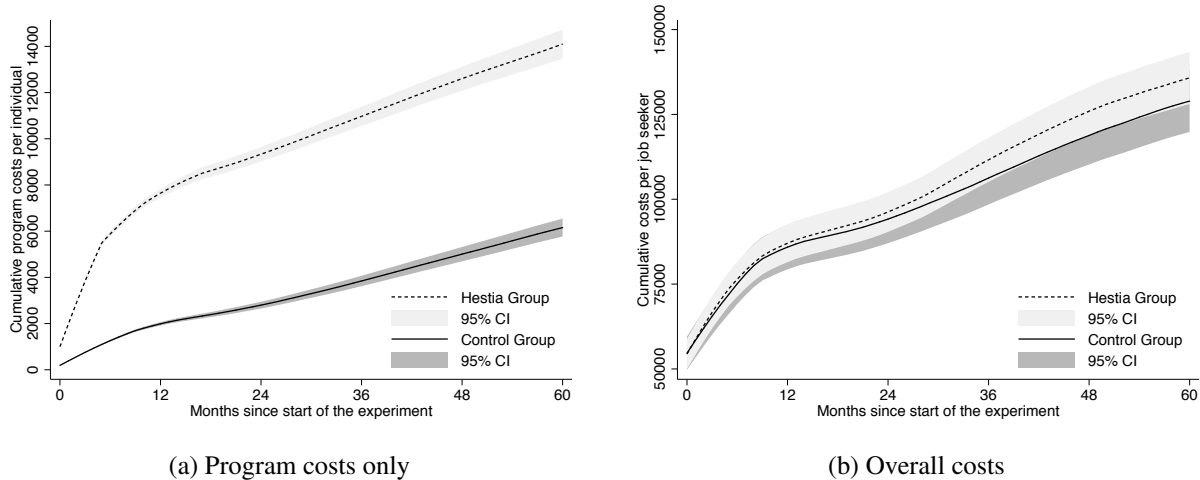 Cumulative program costs per individual
0 2000 4000 6000 8000 10000 12000 14000
Hestia Group
95% CI
Control Group
95% CI
0 12 24 36 48 60
Months since start of the experiment
(a) Program costs only
Cumulative costs per job seeker
50000 75000 100000 125000 150000
Hestia Group
95% CI
Control Group
95% CI
0 12 24 36 48 60
Months since start of the experiment
(b) Overall costs